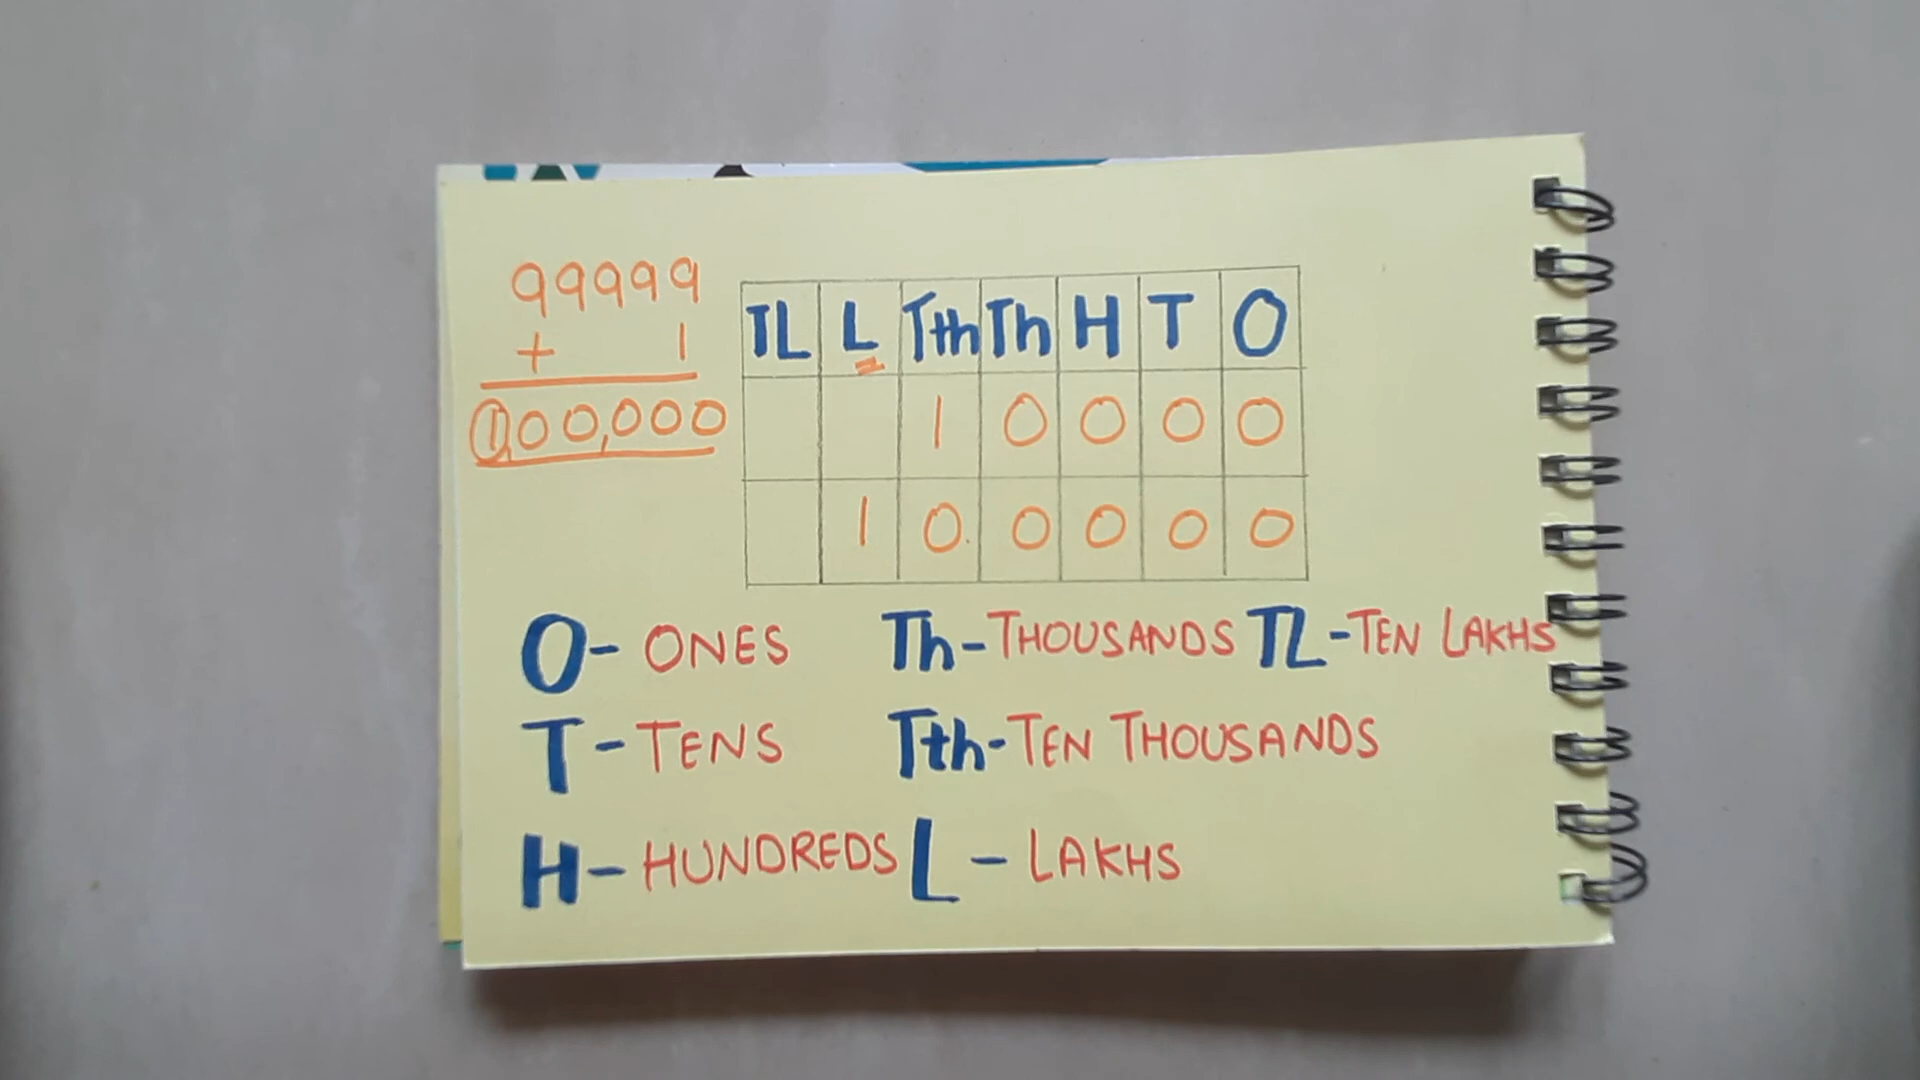 99999
+ 1
1,00,000
TL L Tth Th H T O
1 0 0 0 0
1 0 0 0 0 0
O- ONES Th-THOUSANDS TL-TEN LAKHS
T-TENS Tth-TEN THOUSANDS
H-HUNDREDS L-LAKHS